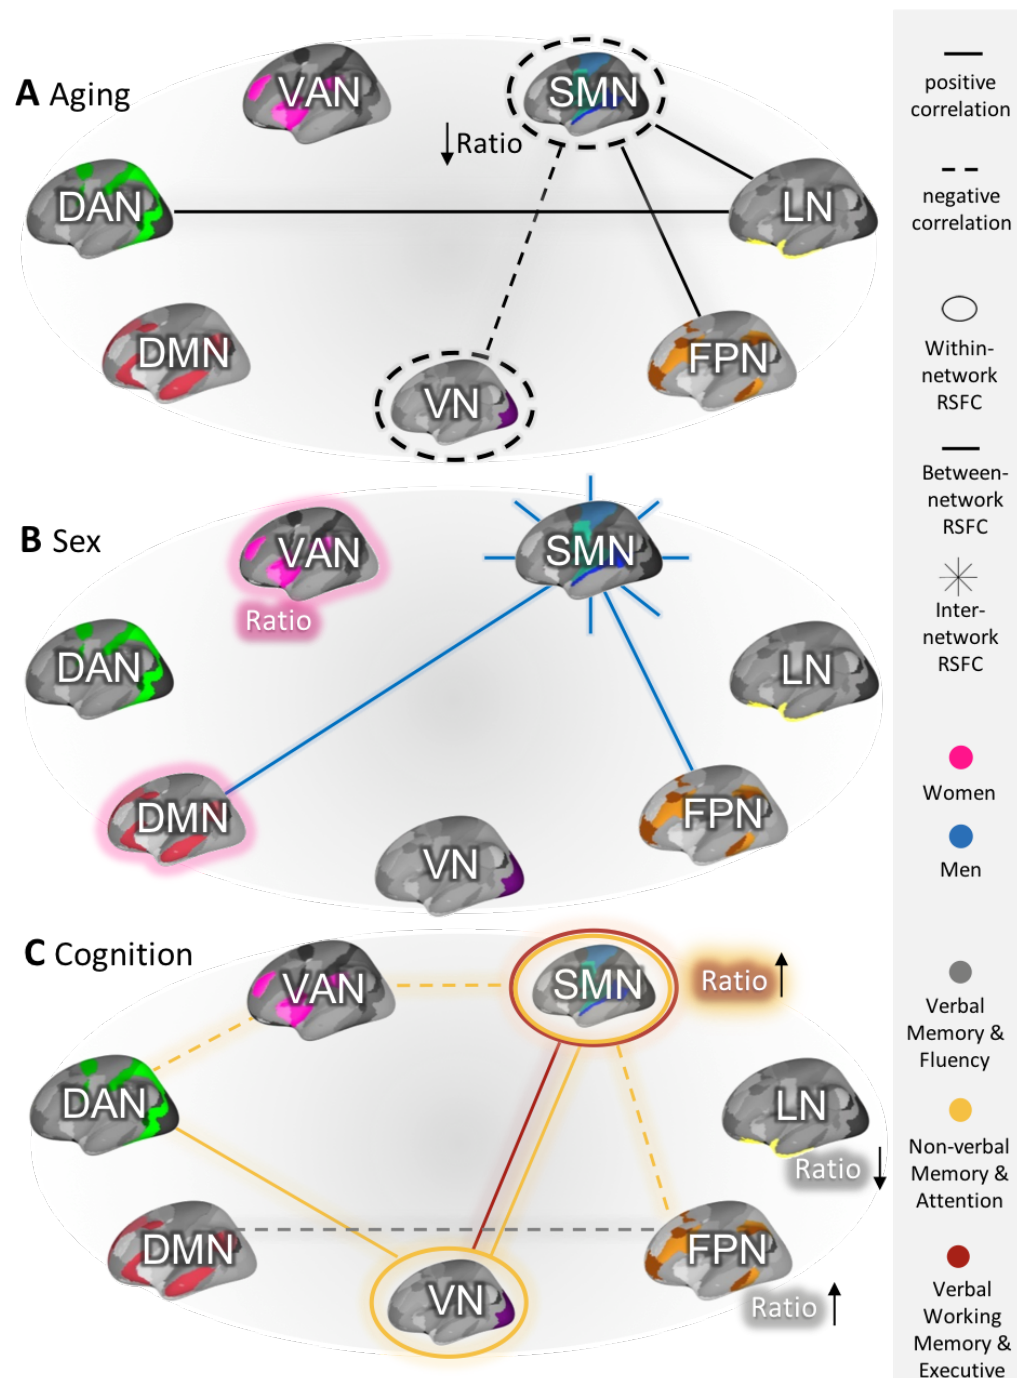 A Aging
VAN
SMN
↓Ratio
DAN
LN
DMN
FPN
VN
B Sex
VAN
SMN
Ratio
DAN
LN
DMN
FPN
VN
C Cognition
VAN
SMN
Ratio ↑
DAN
LN
Ratio ↓
DMN
FPN
VN
Ratio ↑
positive
correlation
negative
correlation
Within-
network
RSFC
Between-
network
RSFC
Inter-
network
RSFC
Women
Men
Verbal
Memory &
Fluency
Non-verbal
Memory &
Attention
Verbal
Working
Memory &
Executive